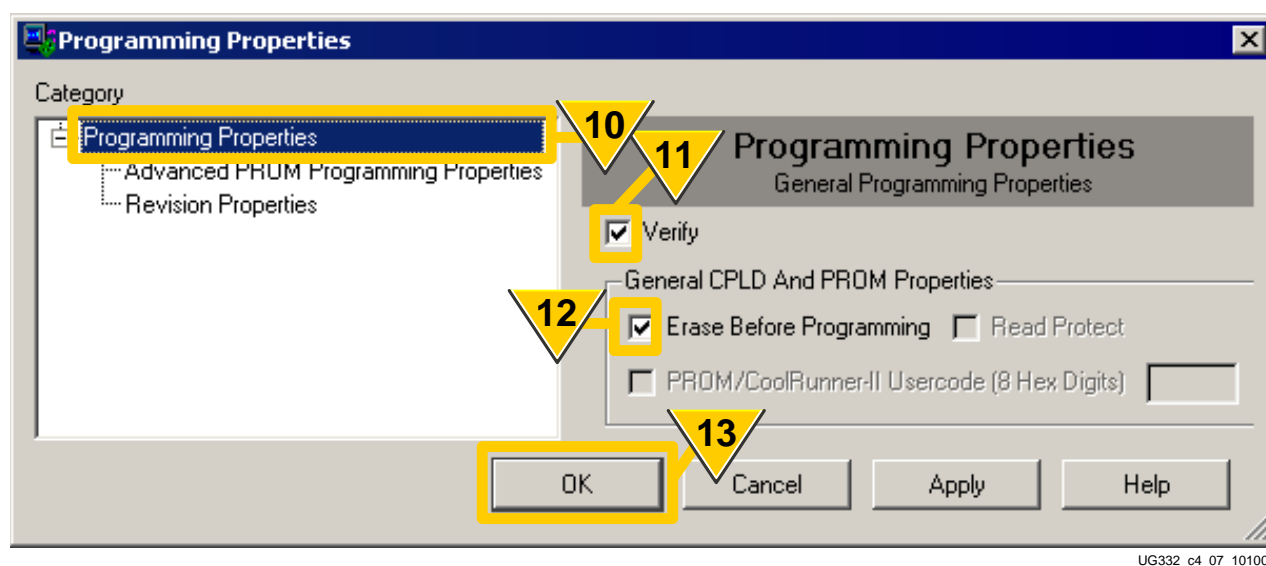 Programming Properties
Category
Programming Properties
Advanced PROM Programming Properties
Revision Properties
10
11
Programming Properties
General Programming Properties
Verify
General CPLD And PROM Properties
12
Erase Before Programming
Read Protect
PROM/CoolRunner-II Usercode (8 Hex Digits)
13
OK
Cancel
Apply
Help
UG332_c4_07_10100